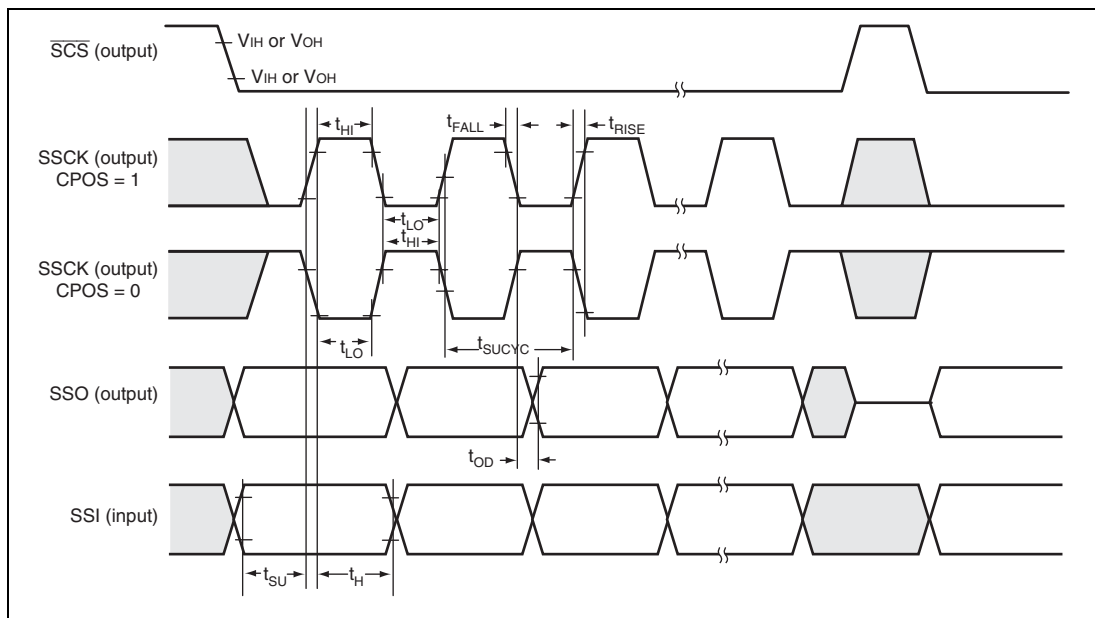 SCS (output)
VIH or VOH
VIH or VOH
tHI
tFALL
tRISE
SSCK (output)
CPOS = 1
tLO
tHI
SSCK (output)
CPOS = 0
tLO
tSUCYC
SSO (output)
tOD
SSI (input)
tSU
tH